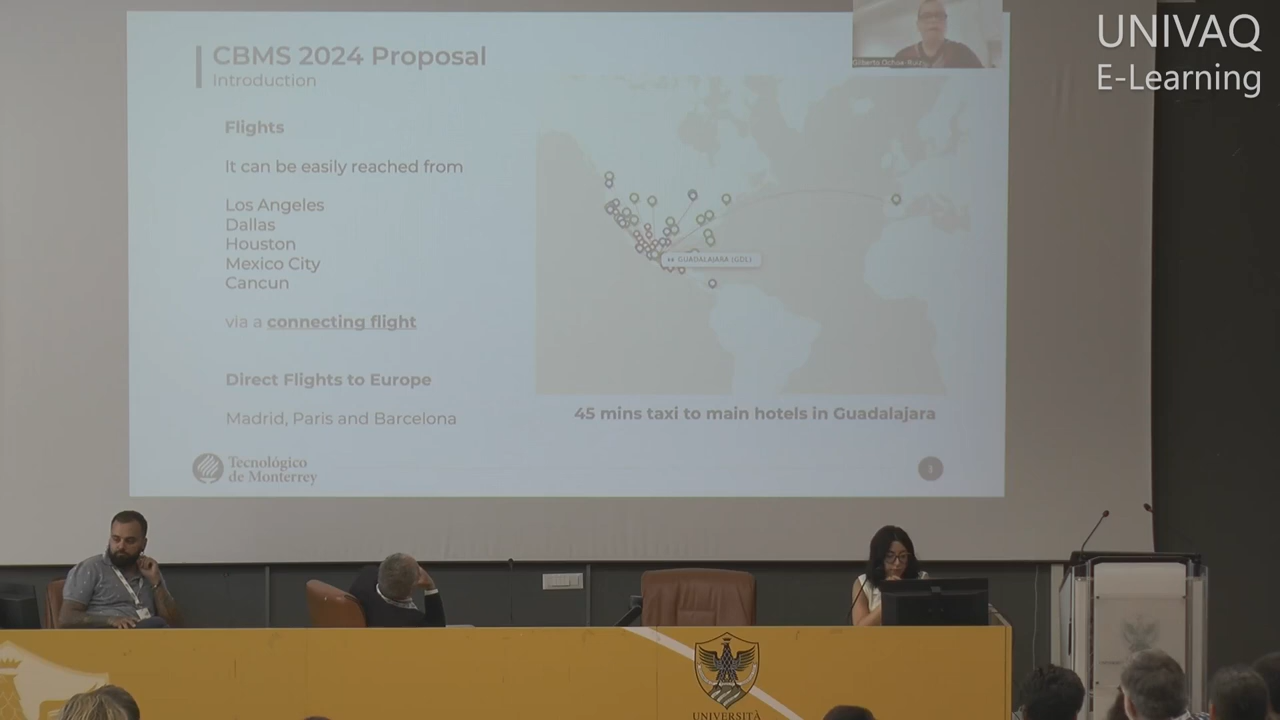 UNIVAQ
E-Learning
CBMS 2024 Proposal
Introduction
Flights
It can be easily reached from
Los Angeles
Dallas
Houston
Mexico City
Cancun
via a connecting flight
Direct Flights to Europe
Madrid, Paris and Barcelona
GUADALAJARA (GDL)
45 mins taxi to main hotels in Guadalajara
Tecnológico
de Monterrey
3
UNIVERSITÀ